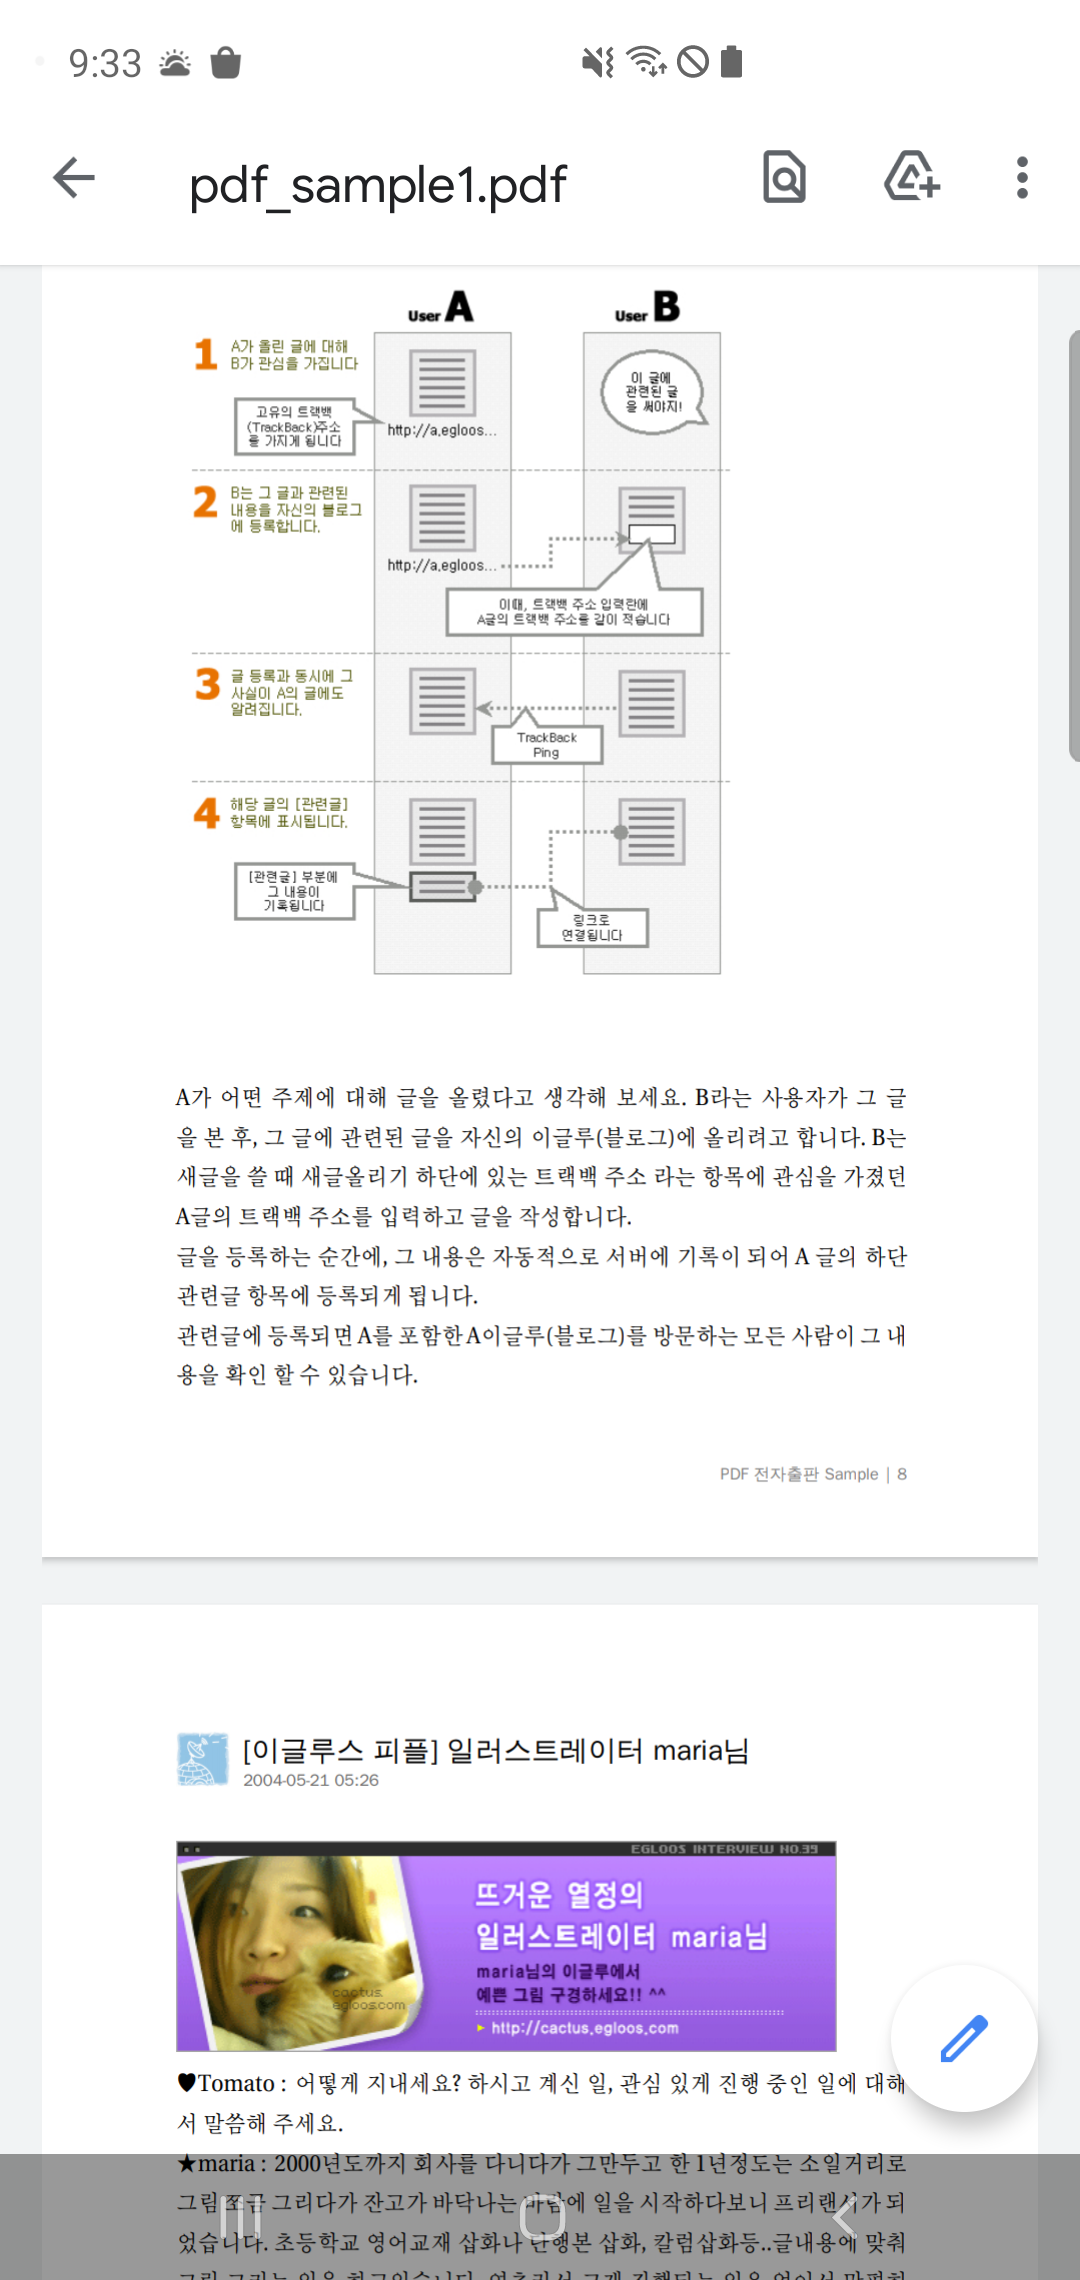 9:33
pdf_sample1.pdf
User A
User B
1 A가 올린 글에 대해
B가 관심을 가집니다
이 글에
관련된 글
을 써야지!
고유의 트랙백
(TrackBack)주소
를 가지게 됩니다
http://a.egloos...
2 B는 그 글과 관련된
내용을 자신의 블로그
에 등록합니다.
http://a.egloos...
이때, 트랙백 주소 입력란에
A글의 트랙백 주소를 같이 적습니다
3 글 등록과 동시에 그
사실이 A의 글에도
알려집니다.
TrackBack
Ping
4 해당 글의 [관련글]
항목에 표시됩니다.
[관련글] 부분에
그 내용이
기록됩니다
링크로
연결됩니다
A가 어떤 주제에 대해 글을 올렸다고 생각해 보세요. B라는 사용자가 그 글
을 본 후, 그 글에 관련된 글을 자신의 이글루(블로그)에 올리려고 합니다. B는
새글을 쓸 때 새글올리기 하단에 있는 트랙백 주소 라는 항목에 관심을 가졌던
A글의 트랙백 주소를 입력하고 글을 작성합니다.
글을 등록하는 순간에, 그 내용은 자동적으로 서버에 기록이 되어 A 글의 하단
관련글 항목에 등록되게 됩니다.
관련글에 등록되면 A를 포함한 A이글루(블로그)를 방문하는 모든 사람이 그 내
용을 확인 할 수 있습니다.
PDF 전자출판 Sample | 8
[이글루스 피플] 일러스트레이터 maria님
2004-05-21 05:26
EGLOOS INTERVIEW NO.39
뜨거운 열정의
일러스트레이터 maria님
maria님의 이글루에서
예쁜 그림 구경하세요!! ^^
http://cactus.egloos.com
cactus
egloos.com
♥Tomato : 어떻게 지내세요? 하시고 계신 일, 관심 있게 진행 중인 일에 대해
서 말씀해 주세요.
★maria : 2000년도까지 회사를 다니다가 그만두고 한 1년정도는 소일거리로
그림 조금 그리다가 잔고가 바닥나는 바람에 일을 시작하다보니 프리랜서가 되
었습니다. 초등학교 영어교재 삽화나 단행본 삽화, 칼럼삽화등..글내용에 맞춰